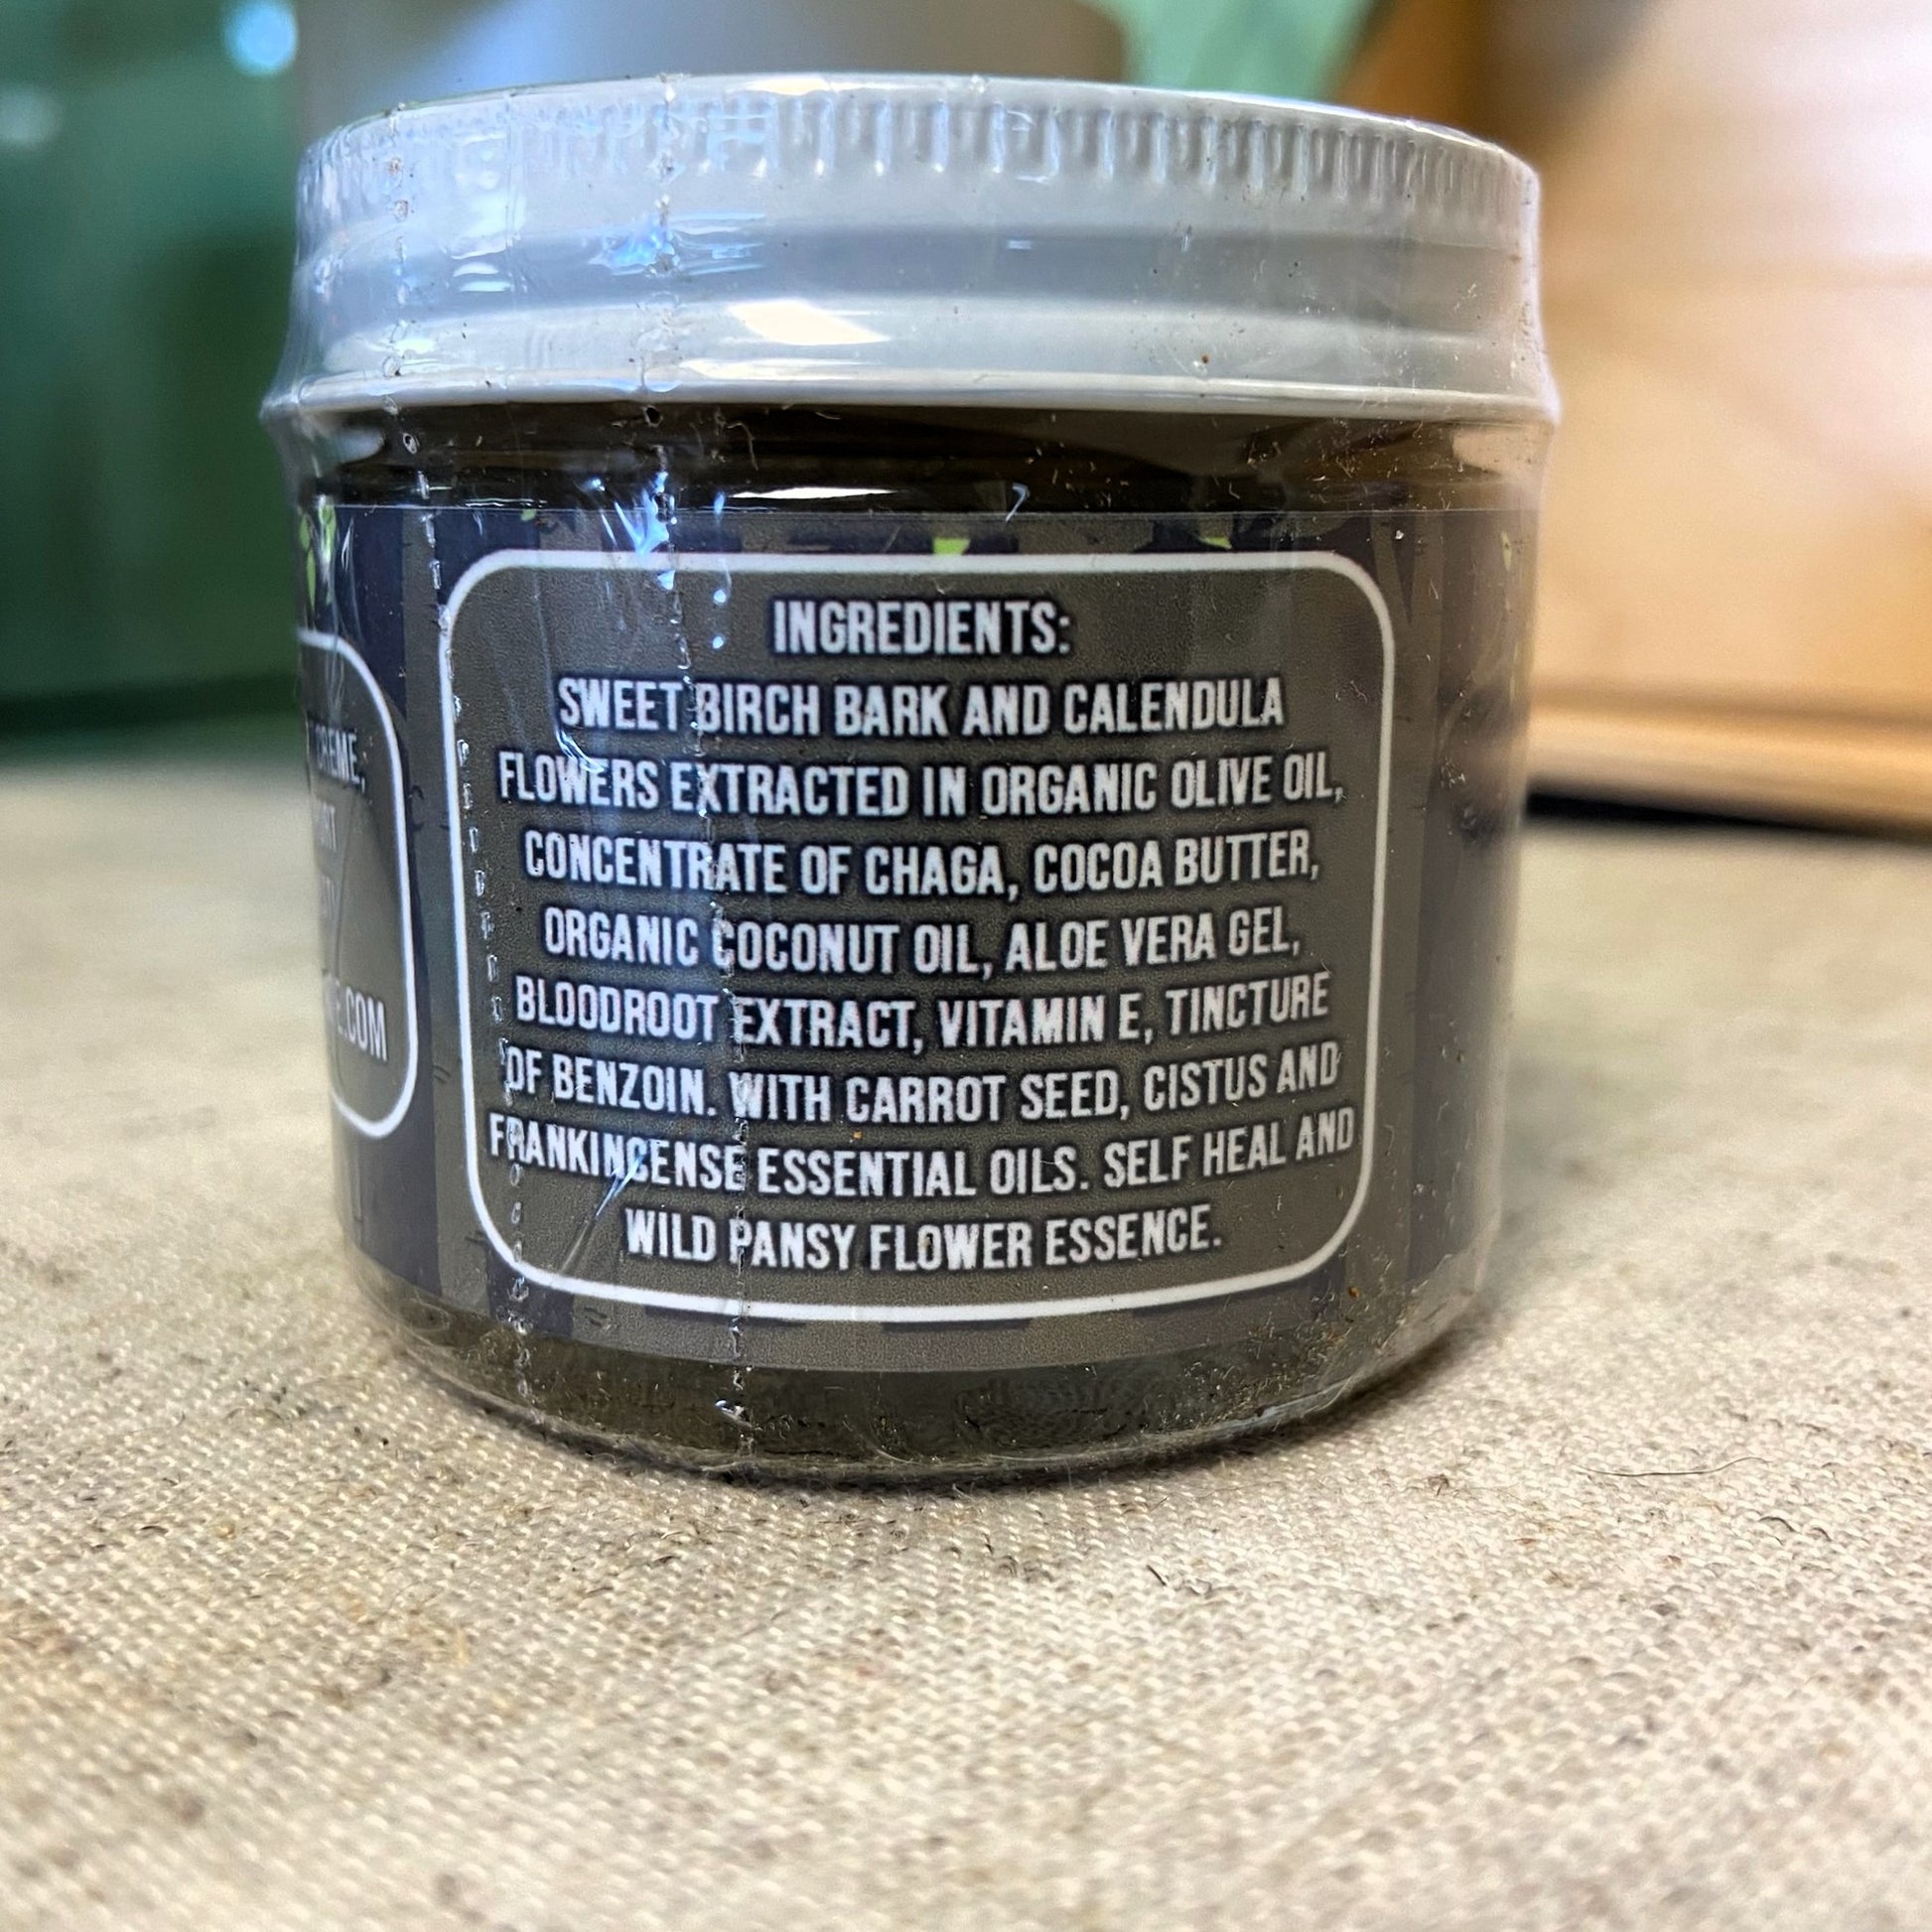 INGREDIENTS:
SWEET BIRCH BARK AND CALENDULA
FLOWERS EXTRACTED IN ORGANIC OLIVE OIL,
CONCENTRATE OF CHAGA, COCOA BUTTER,
ORGANIC COCONUT OIL, ALOE VERA GEL,
BLOODROOT EXTRACT, VITAMIN E, TINCTURE
OF BENZOIN. WITH CARROT SEED, CISTUS AND
FRANKINCENSE ESSENTIAL OILS. SELF HEAL AND
WILD PANSY FLOWER ESSENCE.
CREME,
.COM